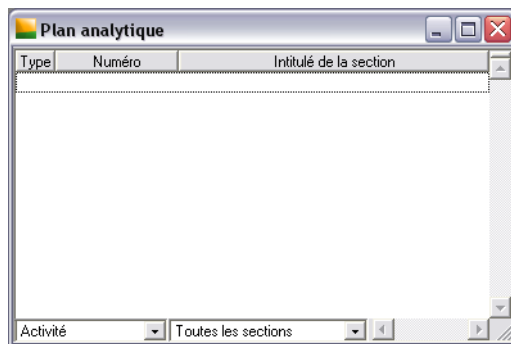 Plan analytique
Type Numéro Intitulé de la section
Activité Toutes les sections